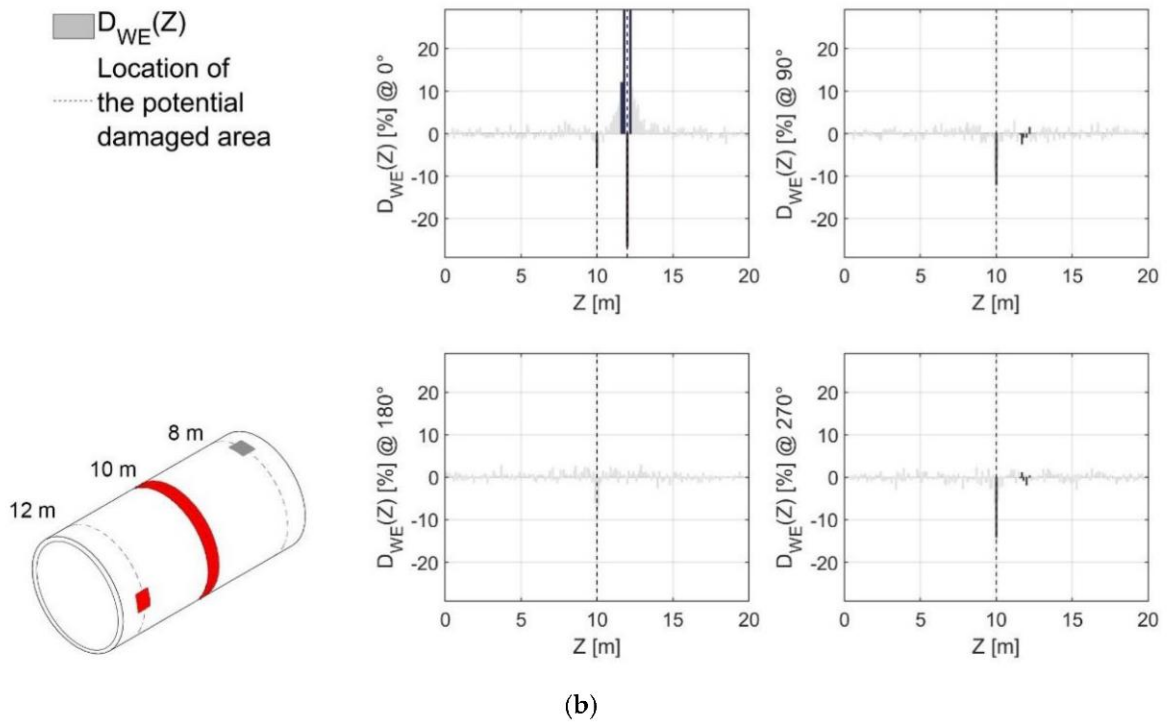 D_WE(Z)
Location of
the potential
damaged area
D_WE(Z) [%] @ 0°
20
10
0
-10
-20
0 5 10 15 20
Z [m]
D_WE(Z) [%] @ 90°
20
10
0
-10
-20
0 5 10 15 20
Z [m]
8 m
10 m
12 m
D_WE(Z) [%] @ 180°
20
10
0
-10
-20
0 5 10 15 20
Z [m]
D_WE(Z) [%] @ 270°
20
10
0
-10
-20
0 5 10 15 20
Z [m]
(b)